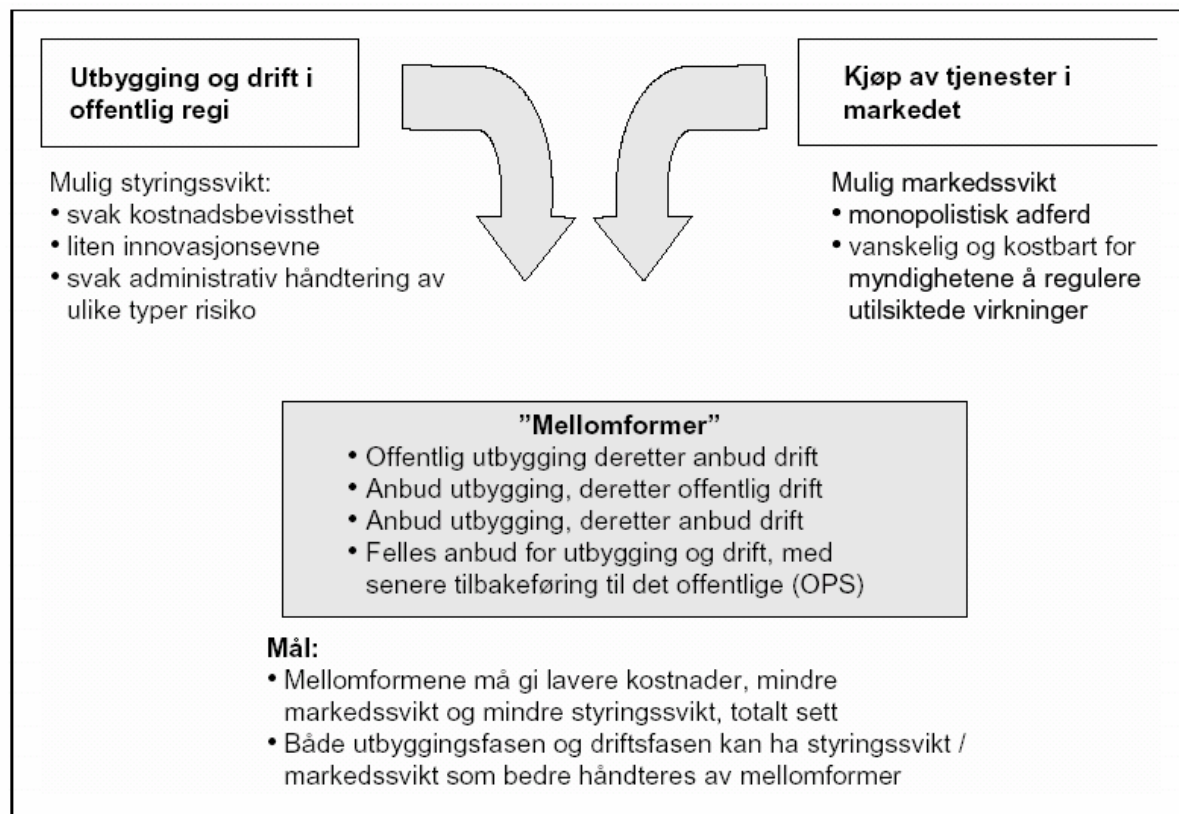 Utbygging og drift i
offentlig regi
Mulig styringssvikt:
• svak kostnadsbevissthet
• liten innovasjonsevne
• svak administrativ håndtering av
ulike typer risiko
Kjøp av tjenester i
markedet
Mulig markedssvikt
• monopolistisk adferd
• vanskelig og kostbart for
myndighetene å regulere
utilsiktede virkninger
”Mellomformer”
• Offentlig utbygging deretter anbud drift
• Anbud utbygging, deretter offentlig drift
• Anbud utbygging, deretter anbud drift
• Felles anbud for utbygging og drift, med
senere tilbakeføring til det offentlige (OPS)
Mål:
• Mellomformene må gi lavere kostnader, mindre
markedssvikt og mindre styringssvikt, totalt sett
• Både utbyggingsfasen og driftsfasen kan ha styringssvikt /
markedssvikt som bedre håndteres av mellomformer